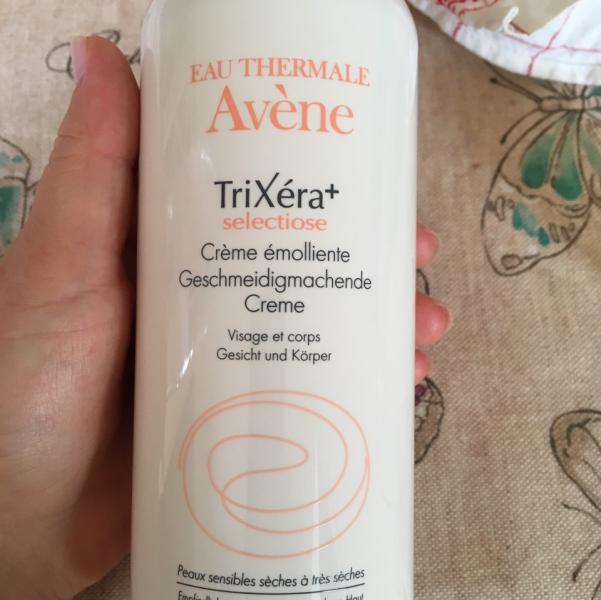 EAU THERMALE
Avène
TriXéra+
selectiose
Crème émolliente
Geschmeidigmachende
Creme
Visage et corps
Gesicht und Körper
Peaux sensibles sèches à très sèches
Haut